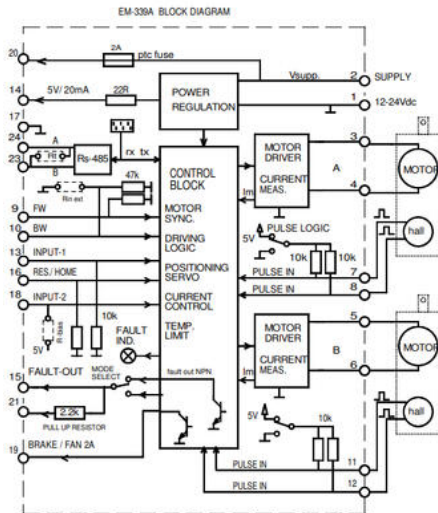 EM-339A BLOCK DIAGRAM
20
2A
ptc fuse
Vsupp.
2
SUPPLY
14
5V/ 20mA
22R
POWER
REGULATION
1
12-24Vdc
17
24
A
Rt
Rs-485
rx tx
23
B
Rin ext
47k
CONTROL
BLOCK
MOTOR
DRIVER
CURRENT
MEAS.
A
Im
3
4
MOTOR
9
FW
MOTOR
SYNC.
10
BW
DRIVING
LOGIC
13
INPUT-1
POSITIONING
SERVO
16
RES/ HOME
18
INPUT-2
CURRENT
CONTROL
TEMP.
LIMIT
5V
PULSE LOGIC
10k
10k
PULSE IN
7
PULSE IN
8
hall
R-bias
10k
5V
FAULT
IND.
MOTOR
DRIVER
CURRENT
MEAS.
B
Im
5
6
MOTOR
15
FAULT-OUT
MODE
SELECT
fault out NPN
21
2.2k
PULL UP RESISTOR
19
BRAKE / FAN 2A
5V
10k
hall
PULSE IN
11
PULSE IN
12